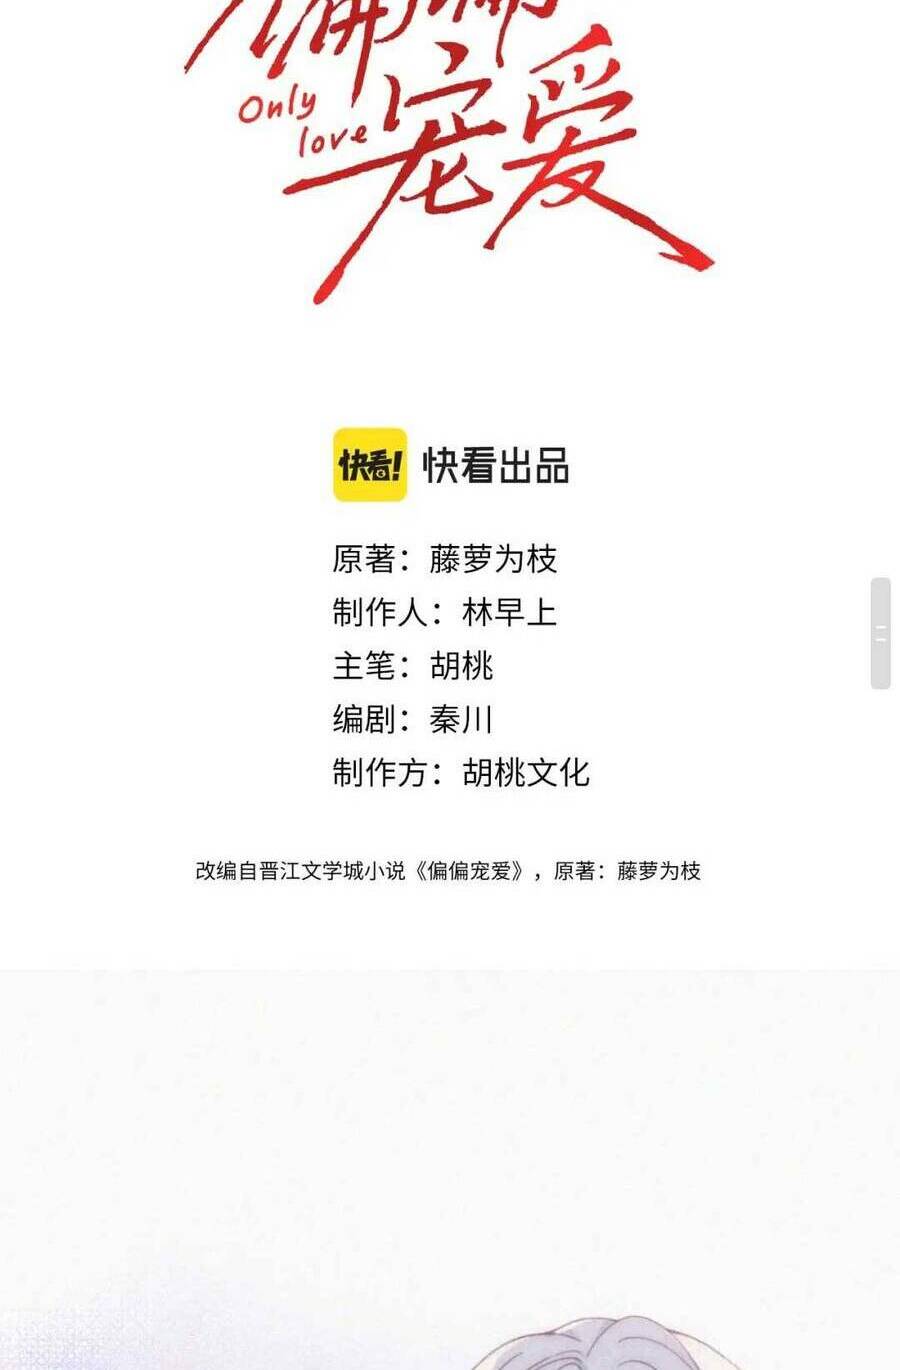 偏偏
Only
love
宠爱
快看! 快看出品
原著：藤萝为枝
制作人：林早上
主笔：胡桃
编剧：秦川
制作方：胡桃文化
改编自晋江文学城小说《偏偏宠爱》，原著：藤萝为枝